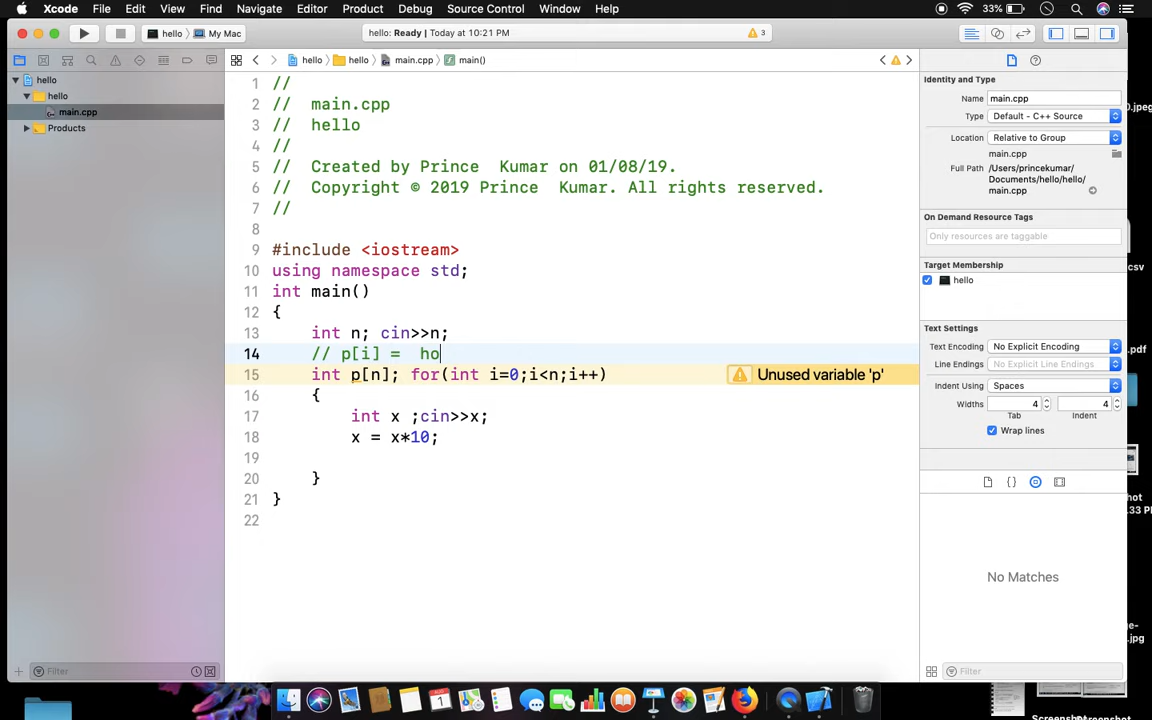 Xcode File Edit View Find Navigate Editor Product Debug Source Control Window Help 33%
hello My Mac hello: Ready | Today at 10:21 PM 3
hello hello main.cpp main()
hello
hello
main.cpp
Products
1 //
2 // main.cpp
3 // hello
4 //
5 // Created by Prince Kumar on 01/08/19.
6 // Copyright © 2019 Prince Kumar. All rights reserved.
7 //
8
9 #include <iostream>
10 using namespace std;
11 int main()
12 {
13 int n; cin>>n;
14 // p[i] = ho
15 int p[n]; for(int i=0;i<n;i++) Unused variable 'p'
16 {
17 int x ;cin>>x;
18 x = x*10;
19
20 }
21 }
22
Identity and Type
Name main.cpp
Type Default - C++ Source
Location Relative to Group
main.cpp
Full Path /Users/princekumar/
Documents/hello/hello/
main.cpp
On Demand Resource Tags
Only resources are taggable
Target Membership
hello
Text Settings
Text Encoding No Explicit Encoding
Line Endings No Explicit Line Endings
Indent Using Spaces
Widths 4 4
Tab Indent
Wrap lines
No Matches
Filter
Filter
0.jpeg
csv
.pdf
shot
.33 PM
.jpg